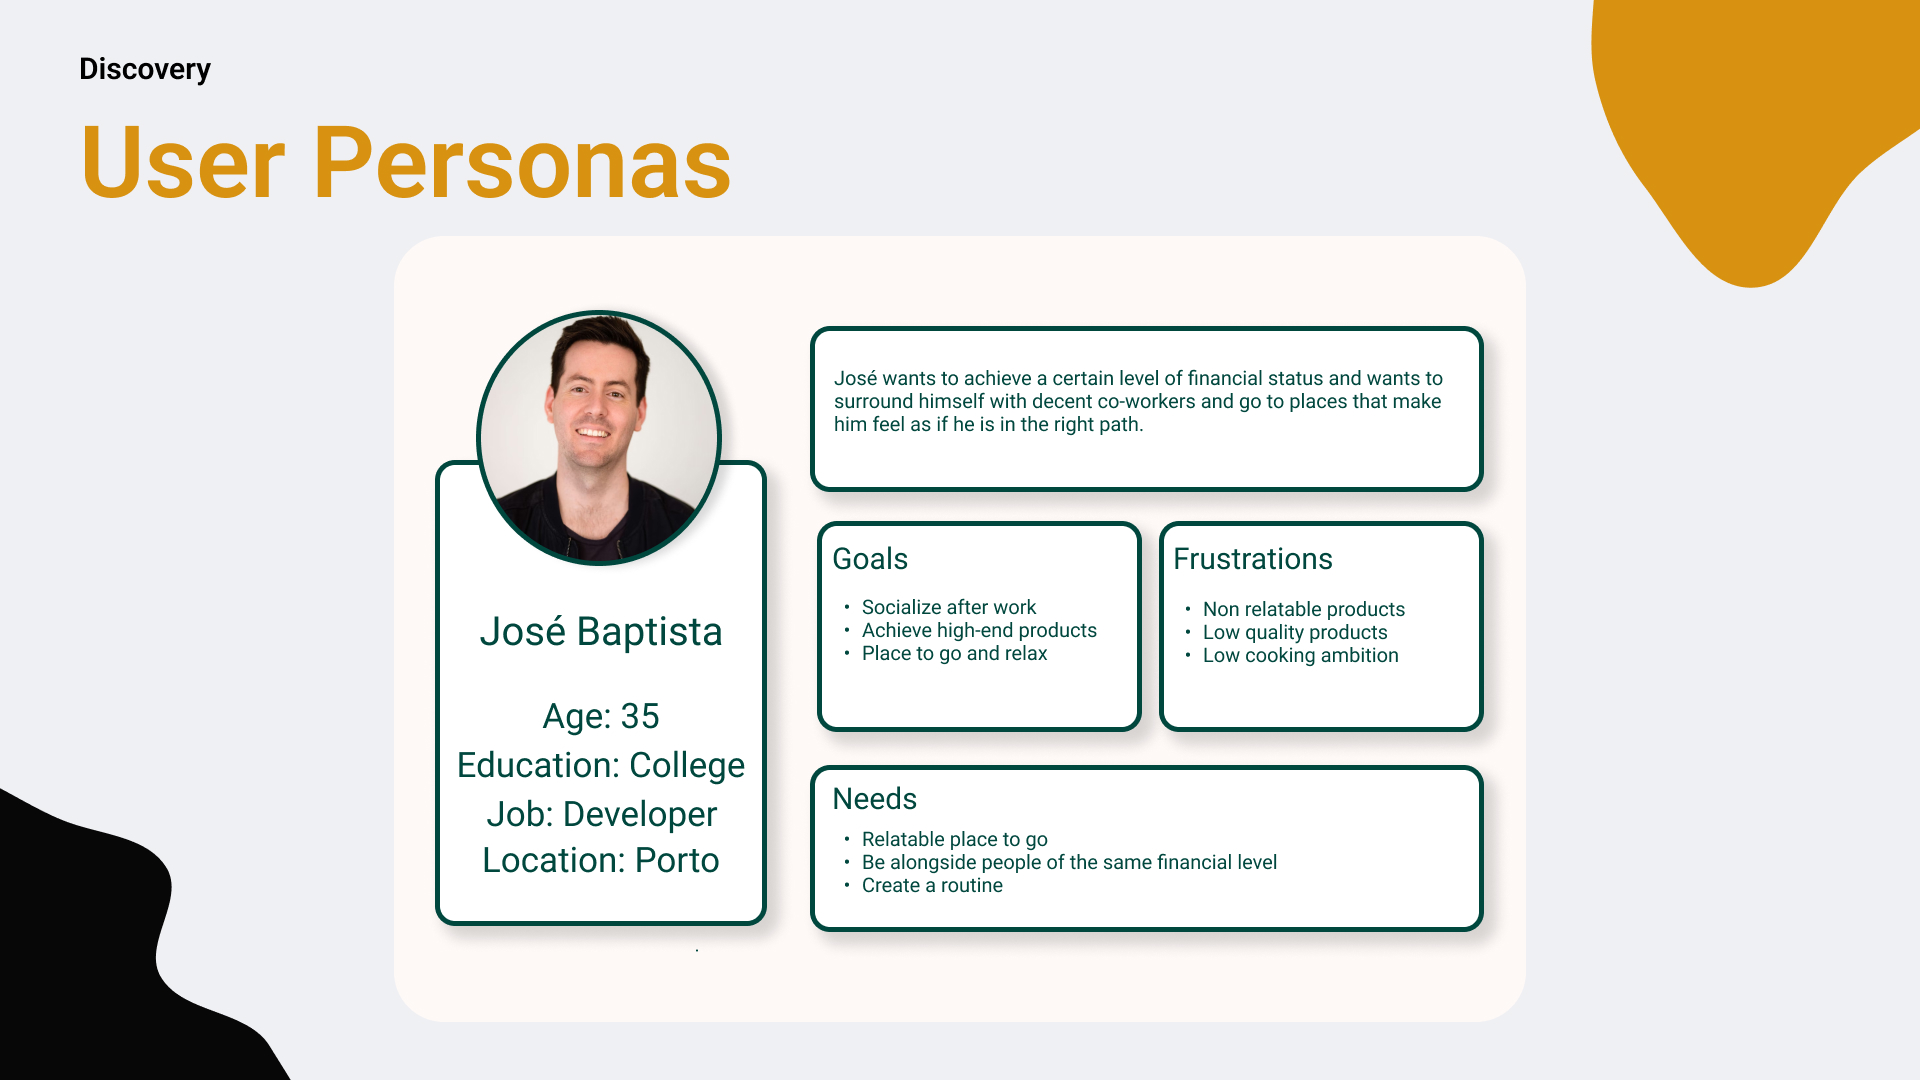 Discovery
User Personas
José Baptista
Age: 35
Education: College
Job: Developer
Location: Porto
.
José wants to achieve a certain level of financial status and wants to
surround himself with decent co-workers and go to places that make
him feel as if he is in the right path.
Goals
• Socialize after work
• Achieve high-end products
• Place to go and relax
Frustrations
• Non relatable products
• Low quality products
• Low cooking ambition
Needs
• Relatable place to go
• Be alongside people of the same financial level
• Create a routine